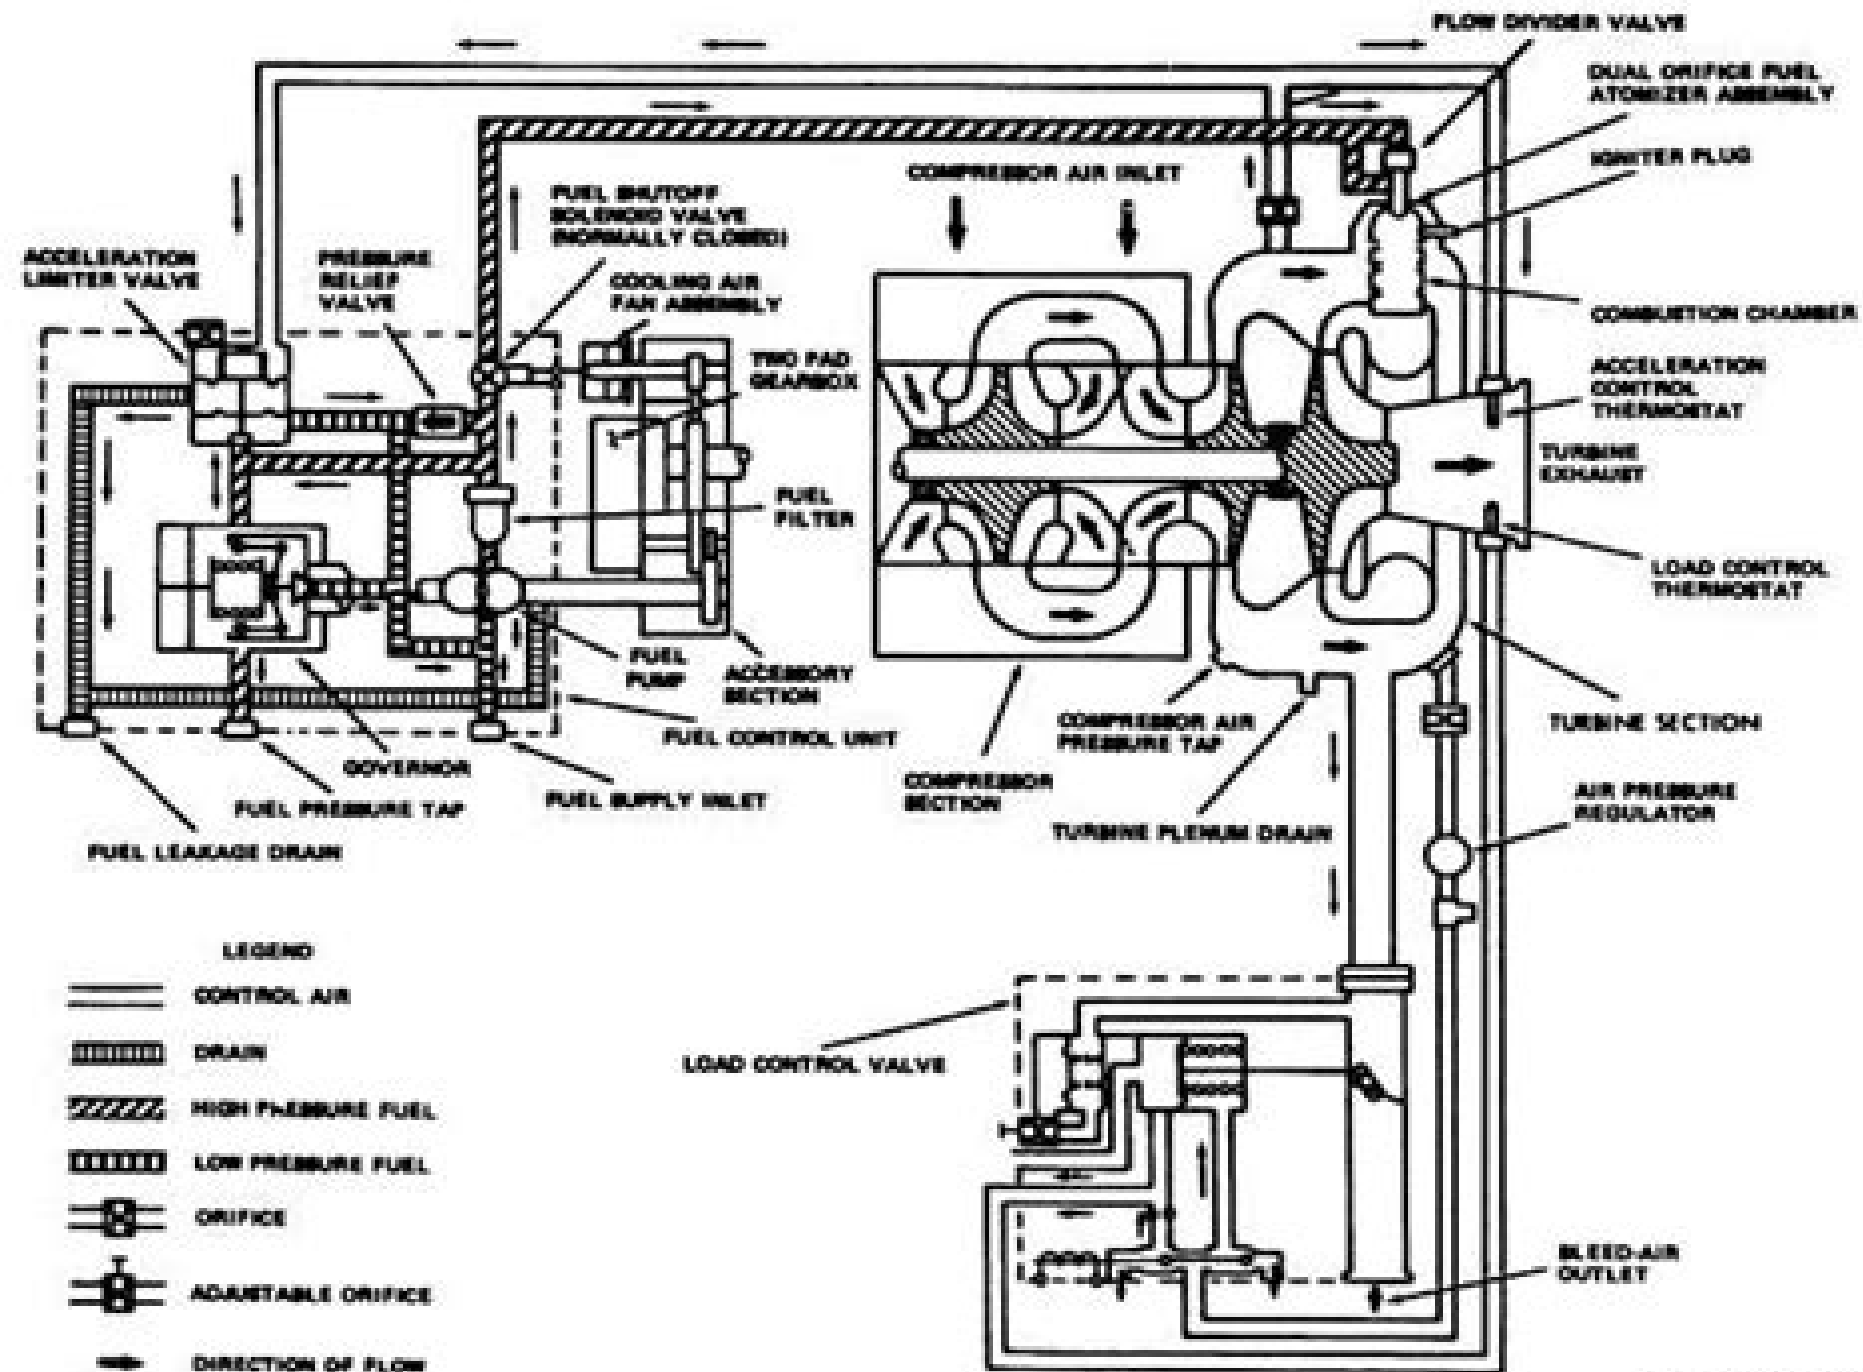 FLOW DIVIDER VALVE
DUAL ORIFICE FUEL
ATOMIZER ASSEMBLY
IGNITER PLUG
COMPRESSOR AIR INLET
FUEL SHUTOFF
SOLENOID VALVE
(NORMALLY CLOSED)
ACCELERATION
LIMITER VALVE
PRESSURE
RELIEF
VALVE
COOLING AIR
FAN ASSEMBLY
COMBUSTION CHAMBER
TWO PAD
GEARBOX
ACCELERATION
CONTROL
THERMOSTAT
TURBINE
EXHAUST
FUEL
FILTER
LOAD CONTROL
THERMOSTAT
FUEL
PUMP
ACCESSORY
SECTION
FUEL CONTROL UNIT
COMPRESSOR AIR
PRESSURE TAP
TURBINE SECTION
GOVERNOR
FUEL PRESSURE TAP
FUEL SUPPLY INLET
COMPRESSOR
SECTION
AIR PRESSURE
REGULATOR
TURBINE PLENUM DRAIN
FUEL LEAKAGE DRAIN
LEGEND
CONTROL AIR
DRAIN
HIGH PRESSURE FUEL
LOW PRESSURE FUEL
ORIFICE
ADJUSTABLE ORIFICE
DIRECTION OF FLOW
LOAD CONTROL VALVE
BLEED-AIR
OUTLET